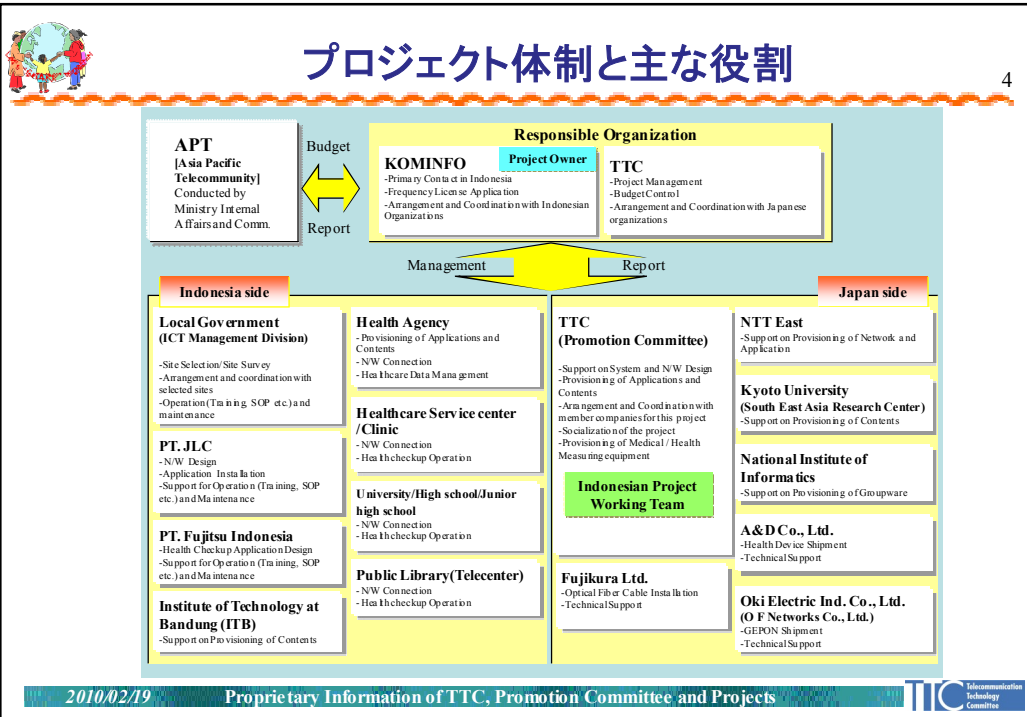 プロジェクト体制と主な役割
4
APT
[Asia Pacific
Telecommunity]
Conducted by
Ministry Internal
Affairs and Comm.
Budget
Report
Responsible Organization
KOMINFO
Project Owner
-Primary Contact in Indonesia
-Frequency License Application
-Arrangement and Coordination with Indonesian
Organizations
TTC
-Project Management
-Budget Control
-Arrangement and Coordination with Japanese
organizations
Management
Report
Indonesia side
Local Government
(ICT Management Division)
-Site Selection/Site Survey
-Arrangement and coordination with
selected sites
-Operation (Training, SOP etc.) and
maintenance
PT. JLC
- N/W Design
- Application Installation
-Support for Operation (Training, SOP
etc.) and Maintenance
PT. Fujitsu Indonesia
-Health Checkup Application Design
-Support for Operation (Training, SOP
etc.) and Maintenance
Institute of Technology at
Bandung (ITB)
-Support on Provisioning of Contents
Health Agency
- Provisioning of Applications and
Contents
- N/W Connection
- Healthcare Data Management
Healthcare Service center
/Clinic
- N/W Connection
- Health checkup Operation
University/High school/Junior
high school
- N/W Connection
- Health checkup Operation
Public Library(Telecenter)
- N/W Connection
- Health checkup Operation
Japan side
TTC
(Promotion Committee)
-Support on System and N/W Design
-Provisioning of Applications and
Contents
-Arrangement and Coordination with
member companies for this project
-Socialization of the project
-Provisioning of Medical / Health
Measuring equipment
Indonesian Project
Working Team
Fujikura Ltd.
-Optical Fiber Cable Installation
-Technical Support
NTT East
-Support on Provisioning of Network and
Application
Kyoto University
(South East Asia Research Center)
-Support on Provisioning of Contents
National Institute of
Informatics
-Support on Provisioning of Groupware
A&D Co., Ltd.
-Health Device Shipment
-Technical Support
Oki Electric Ind. Co., Ltd.
(O F Networks Co., Ltd.)
-GEPON Shipment
-Technical Support
2010/02/19
Proprietary Information of TTC, Promotion Committee and Projects
TTC
Telecommunication
Technology
Committee